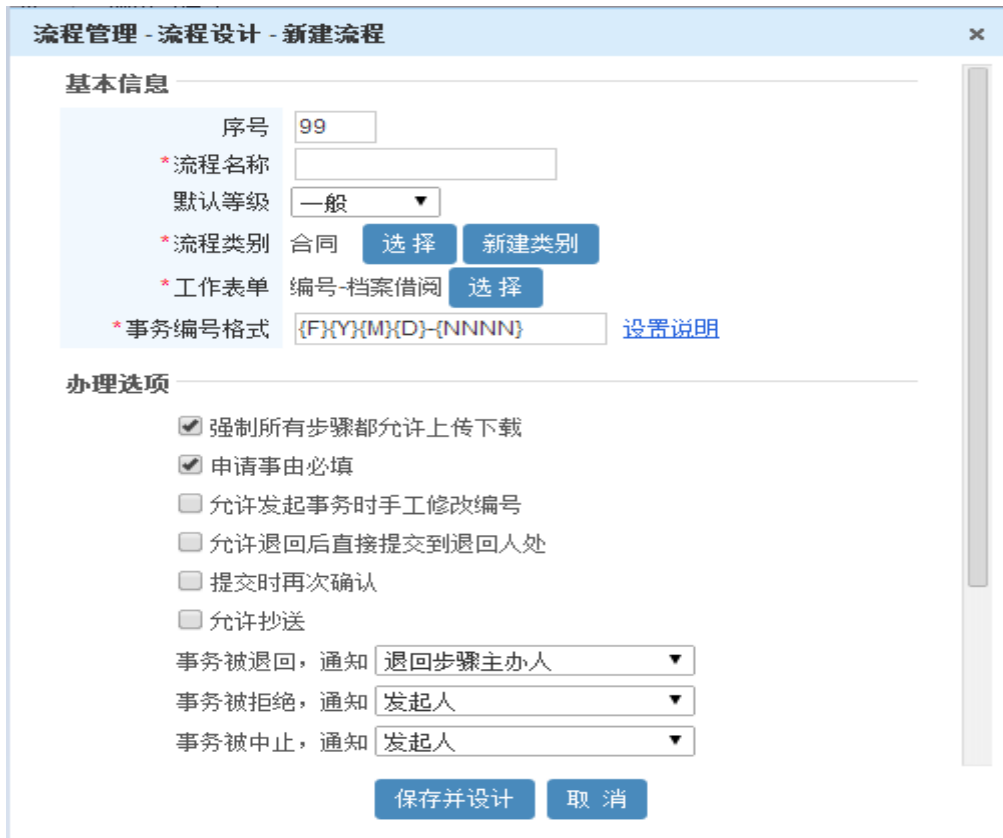 流程管理 - 流程设计 - 新建流程 ×
基本信息
序号 99
*流程名称
默认等级 一般
*流程类别 合同 选 择 新建类别
*工作表单 编号-档案借阅 选 择
*事务编号格式 {F}{Y}{M}{D}-{NNNN} 设置说明
办理选项
强制所有步骤都允许上传下载
申请事由必填
允许发起事务时手工修改编号
允许退回后直接提交到退回人处
提交时再次确认
允许抄送
事务被退回，通知 退回步骤主办人
事务被拒绝，通知 发起人
事务被中止，通知 发起人
保存并设计 取 消